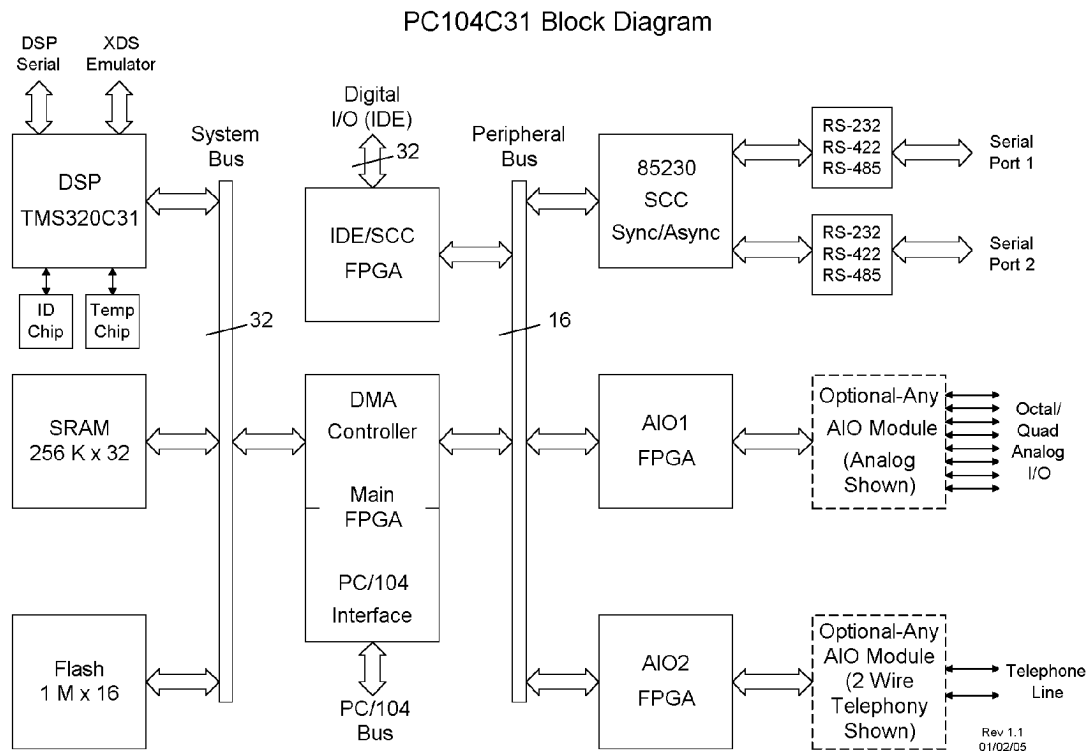 PC104C31 Block Diagram
DSP
Serial
XDS
Emulator
DSP
TMS320C31
ID
Chip
Temp
Chip
System
Bus
32
Digital
I/O (IDE)
32
IDE/SCC
FPGA
Peripheral
Bus
16
85230
SCC
Sync/Async
RS-232
RS-422
RS-485
Serial
Port 1
RS-232
RS-422
RS-485
Serial
Port 2
SRAM
256 K x 32
DMA
Controller
Main
FPGA
PC/104
Interface
PC/104
Bus
AIO1
FPGA
Optional-Any
AIO Module
(Analog
Shown)
Octal/
Quad
Analog
I/O
Flash
1 M x 16
AIO2
FPGA
Optional-Any
AIO Module
(2 Wire
Telephony
Shown)
Telephone
Line
Rev 1.1
01/02/05